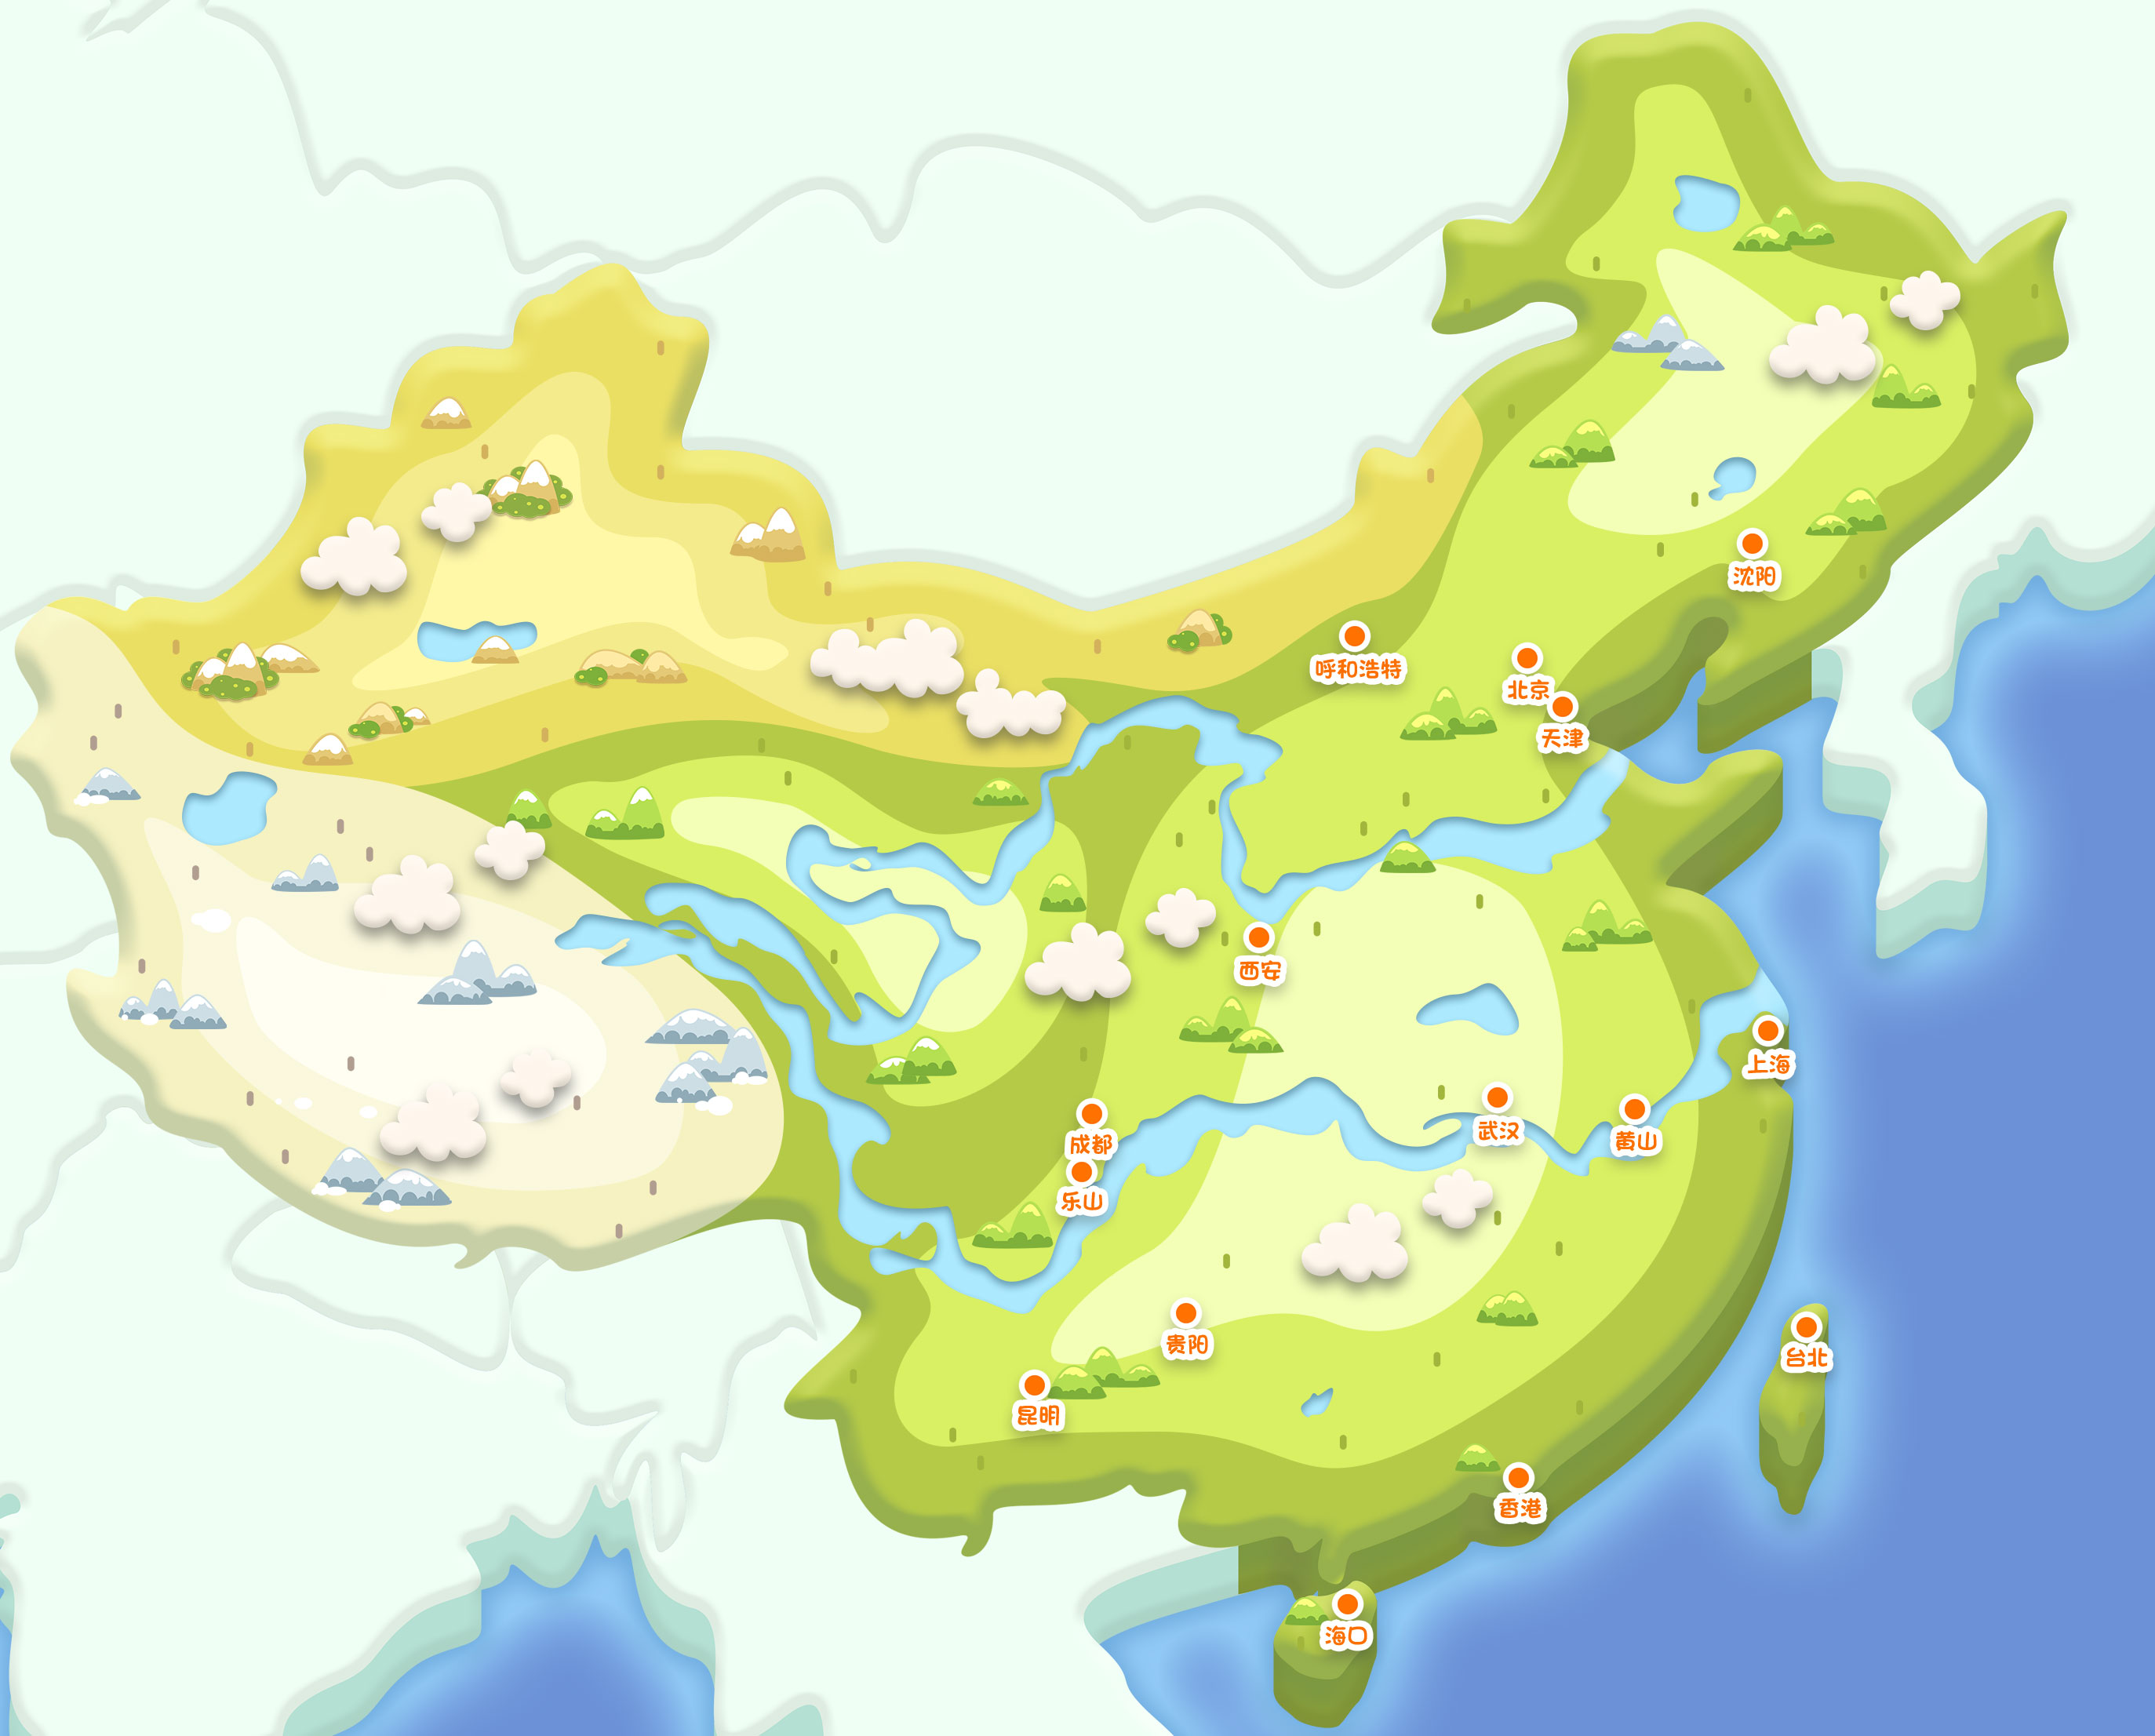 沈阳
呼和浩特
北京
天津
西安
上海
武汉
黄山
成都
乐山
贵阳
台北
昆明
香港
海口